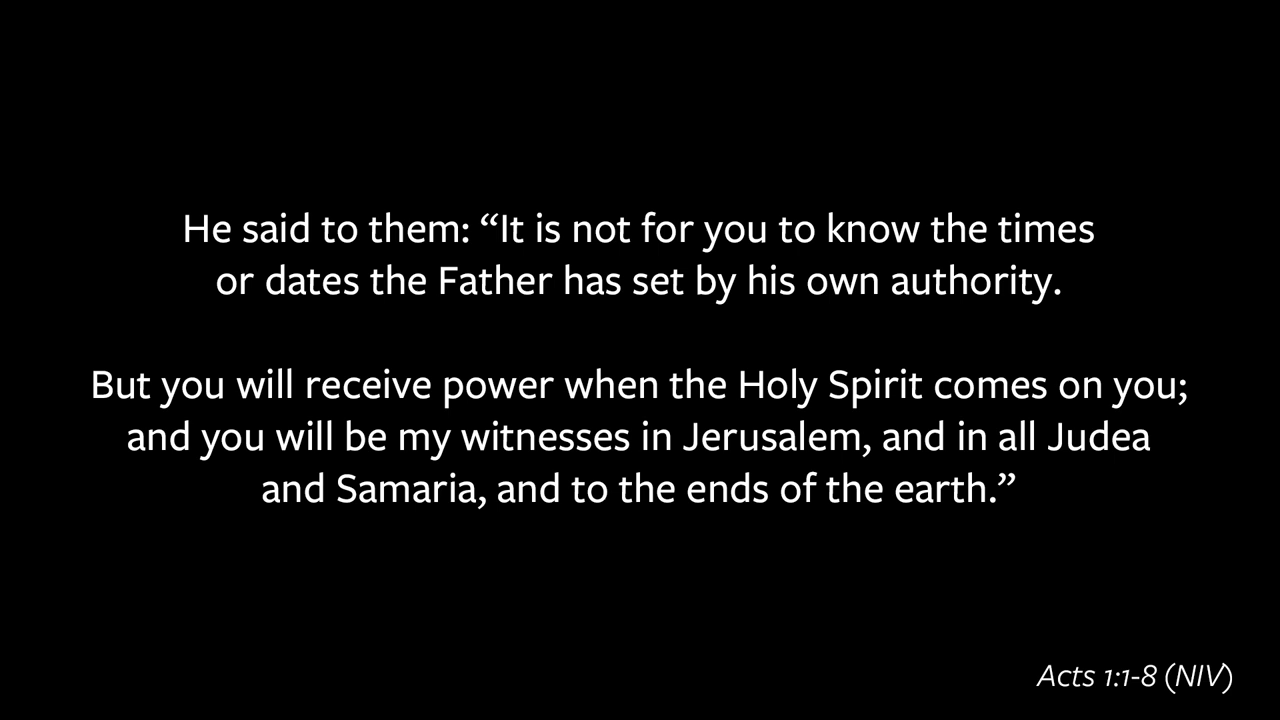 He said to them: “It is not for you to know the times
or dates the Father has set by his own authority.
But you will receive power when the Holy Spirit comes on you;
and you will be my witnesses in Jerusalem, and in all Judea
and Samaria, and to the ends of the earth.”
Acts 1:1-8 (NIV)